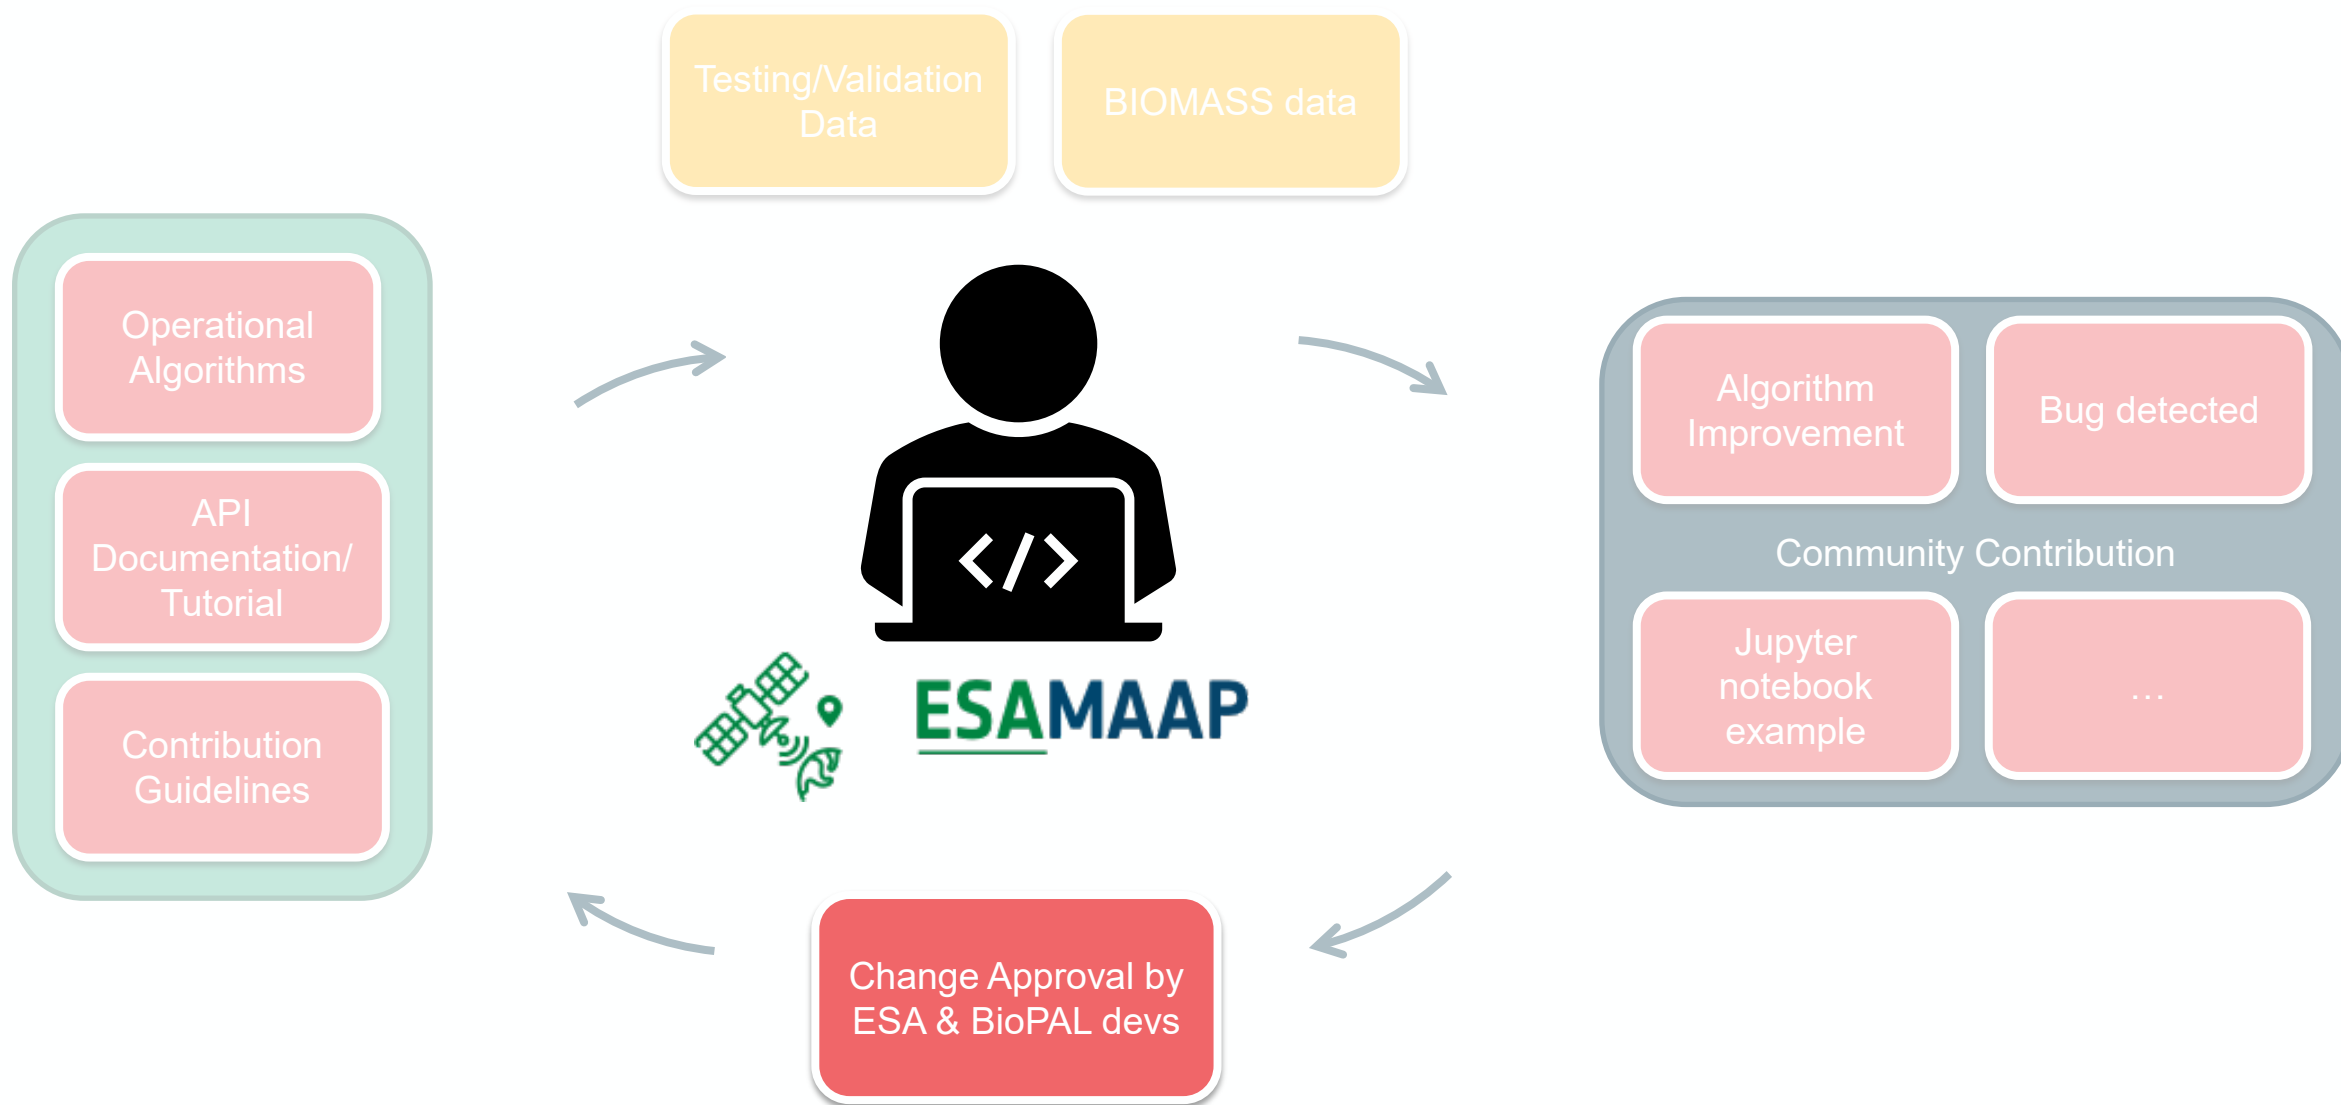 Testing/Validation
Data
BIOMASS data
Operational
Algorithms
API
Documentation/
Tutorial
Contribution
Guidelines
</>
ESAMAAP
Algorithm
Improvement
Bug detected
Community Contribution
Jupyter
notebook
example
...
Change Approval by
ESA & BioPAL devs